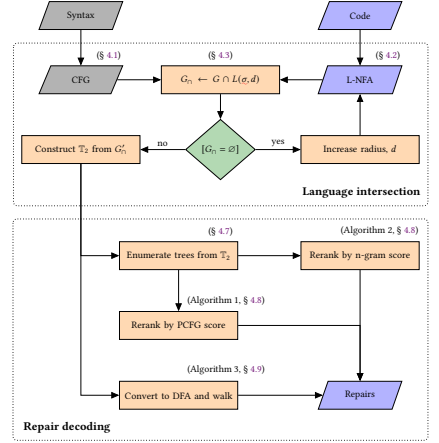 Syntax
Code
(§ 4.1)
(§ 4.3)
(§ 4.2)
CFG
G∩ ← G ∩ L(σ, d)
L-NFA
Construct 𝕋₂ from G′∩
no
[G∩ = ∅]
yes
Increase radius, d
Language intersection
(§ 4.7)
(Algorithm 2, § 4.8)
Enumerate trees from 𝕋₂
Rerank by n-gram score
(Algorithm 1, § 4.8)
Rerank by PCFG score
(Algorithm 3, § 4.9)
Convert to DFA and walk
Repairs
Repair decoding